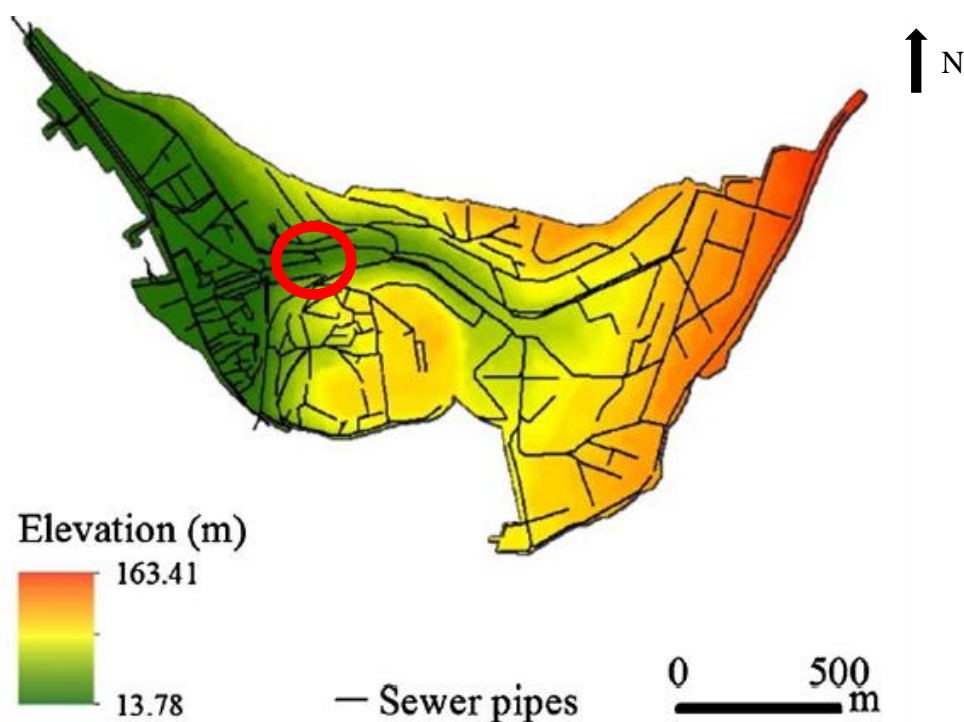 N
Elevation (m)
163.41
13.78
— Sewer pipes
0 500
m